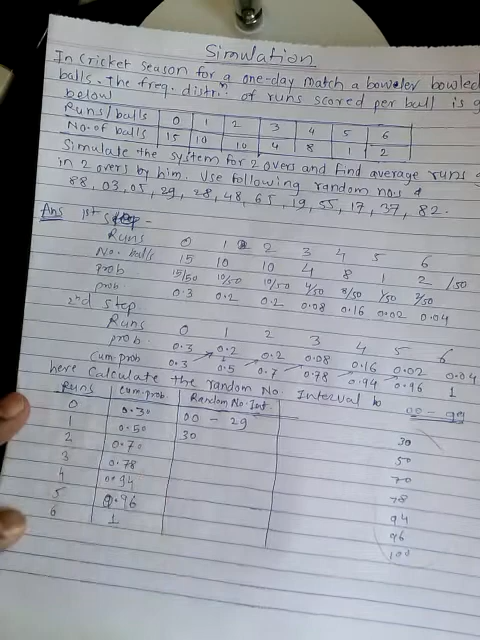 Simulation
In Cricket season for a one-day match a bowler bowled
balls. The freq. distrⁿ. of runs scored per ball is g
below
Runs/balls 0 1 2 3 4 5 6
No. of balls 15 10 10 4 8 1 2
Simulate the system for 2 overs and find average runs g
in 2 overs by him. Use following random nos.
88, 03, 05, 29, 28, 48, 65, 19, 55, 17, 37, 82.
Ans 1st step -
Runs 0 1 2 3 4 5 6
No. balls 15 10 10 4 8 1 2 /50
prob 15/50 10/50 10/50 4/50 8/50 1/50 2/50
prob. 0.3 0.2 0.2 0.08 0.16 0.02 0.04
2nd step.
Runs 0 1 2 3 4 5 6
prob. 0.3 0.2 0.2 0.08 0.16 0.02 0.04
cum.prob 0.3 0.5 0.7 0.78 0.94 0.96 1
here Calculate the random No. Interval to 00 - 99
Runs cum.prob. Random No. Int.
0 0.30 00 - 29 30
1 0.50 30 50
2 0.70 70
3 0.78 78
4 0.94 94
5 0.96 96
6 1 100